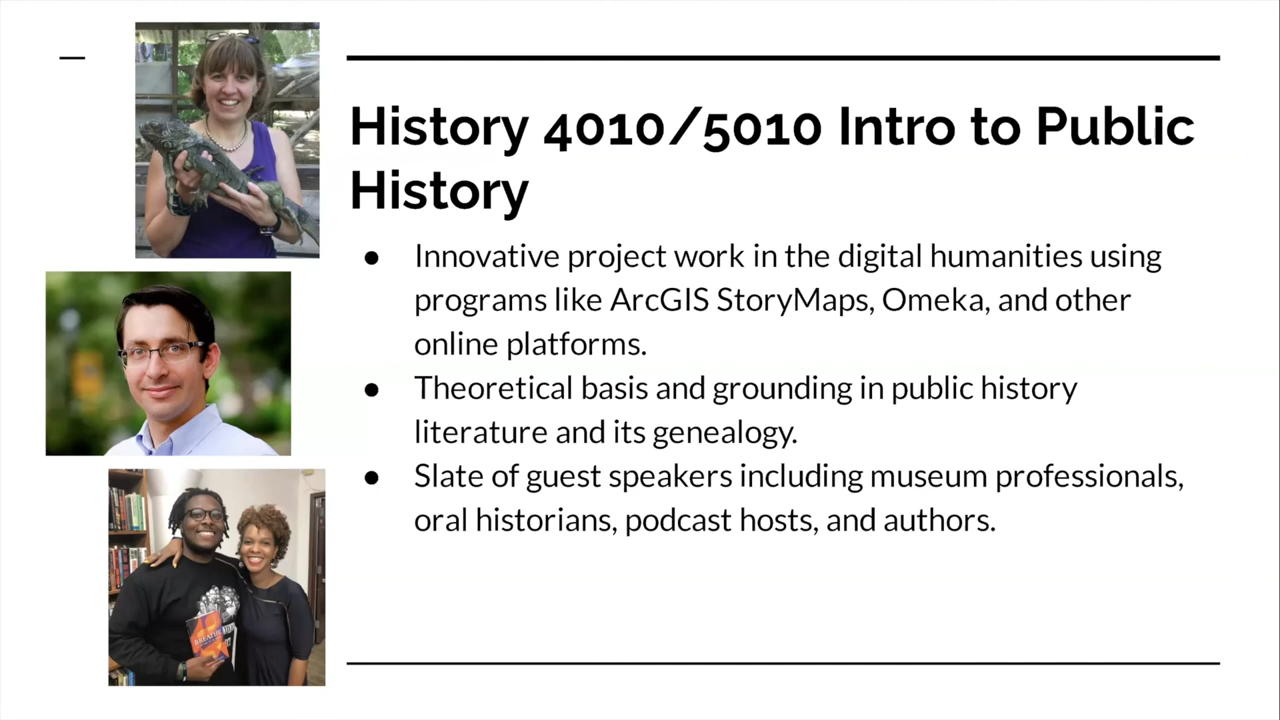 History 4010/5010 Intro to Public
History
● Innovative project work in the digital humanities using
programs like ArcGIS StoryMaps, Omeka, and other
online platforms.
● Theoretical basis and grounding in public history
literature and its genealogy.
● Slate of guest speakers including museum professionals,
oral historians, podcast hosts, and authors.
BREATHE